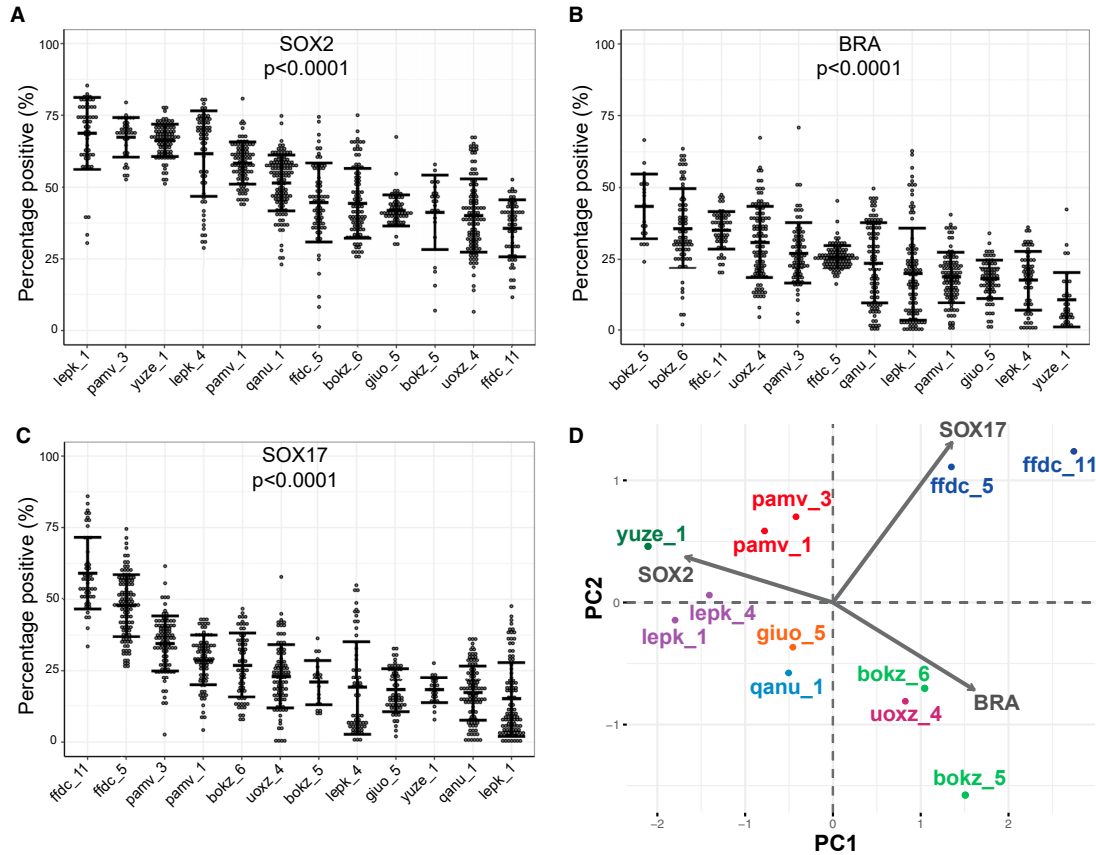 A
SOX2
p<0.0001
Percentage positive (%)
100
75
50
25
0
lepk_1
pamv_3
yuze_1
lepk_4
pamv_1
qanu_1
ffdc_5
bokz_6
giuo_5
bokz_5
uoxz_4
ffdc_11
B
BRA
p<0.0001
Percentage positive (%)
100
75
50
25
0
bokz_5
bokz_6
ffdc_11
uoxz_4
pamv_3
ffdc_5
qanu_1
lepk_1
pamv_1
giuo_5
lepk_4
yuze_1
C
SOX17
p<0.0001
Percentage positive (%)
100
75
50
25
0
ffdc_11
ffdc_5
pamv_3
pamv_1
bokz_6
uoxz_4
bokz_5
lepk_4
giuo_5
yuze_1
qanu_1
lepk_1
D
SOX17
ffdc_11
ffdc_5
pamv_3
pamv_1
yuze_1
SOX2
lepk_4
lepk_1
giuo_5
qanu_1
bokz_6
BRA
uoxz_4
bokz_5
PC2
1
0
−1
−2
−1
0
1
2
PC1